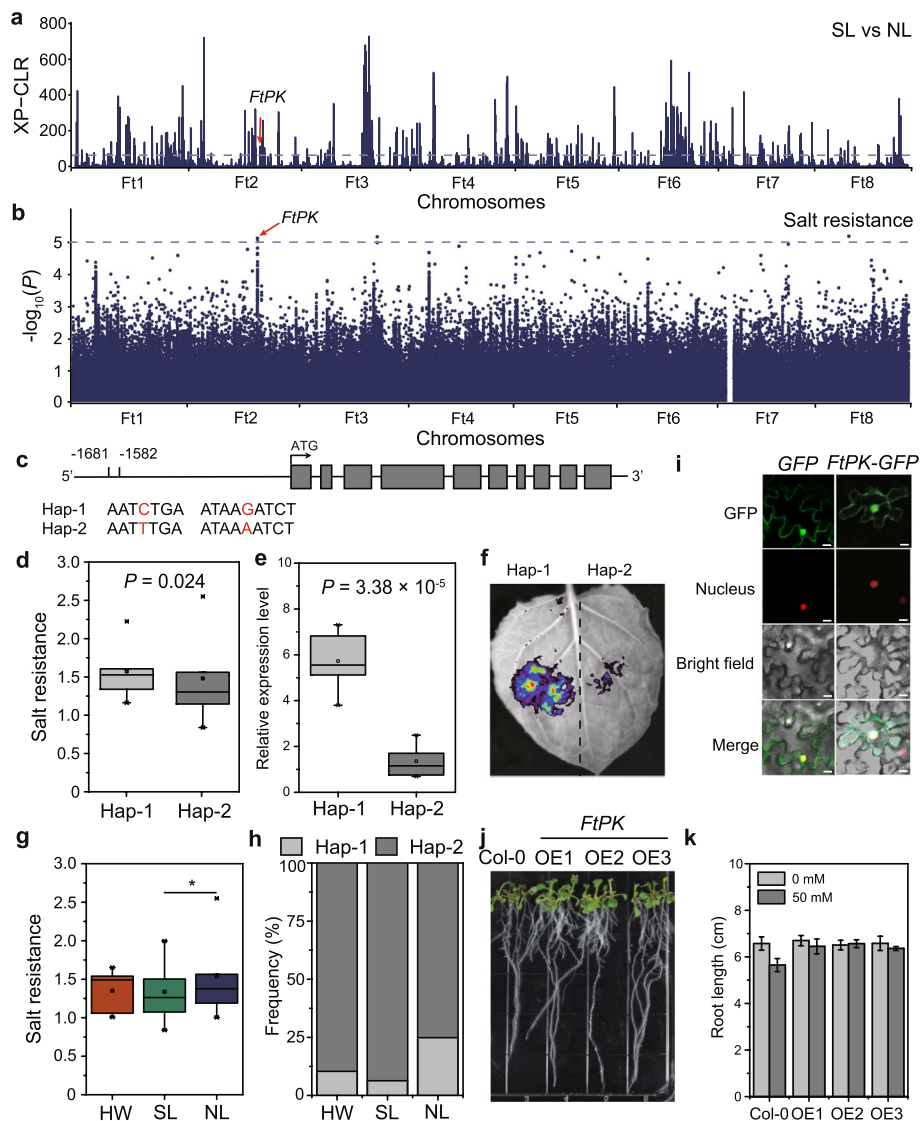 a
800
600
400
200
0
XP−CLR
SL vs NL
FtPK
Ft1 Ft2 Ft3 Ft4 Ft5 Ft6 Ft7 Ft8
Chromosomes
b
5
4
3
2
1
0
-log10(P)
FtPK
Salt resistance
Ft1 Ft2 Ft3 Ft4 Ft5 Ft6 Ft7 Ft8
Chromosomes
c
-1681 -1582
ATG
5' 3'
Hap-1 AATCTGA ATAAGATCT
Hap-2 AATTTGA ATAAAATCT
d
3.0
2.5
2.0
1.5
1.0
0.5
0
Salt resistance
P = 0.024
Hap-1 Hap-2
e
10
8
6
4
2
0
Relative expression level
P = 3.38 × 10-5
Hap-1 Hap-2
f
Hap-1 Hap-2
i
GFP FtPK-GFP
GFP
Nucleus
Bright field
Merge
g
3.0
2.5
2.0
1.5
1.0
0.5
0
Salt resistance
*
HW SL NL
h
Hap-1 Hap-2
100
75
50
25
0
Frequency (%)
HW SL NL
j
FtPK
Col-0 OE1 OE2 OE3
k
10
8
6
4
2
0
Root length (cm)
0 mM
50 mM
Col-0 OE1 OE2 OE3